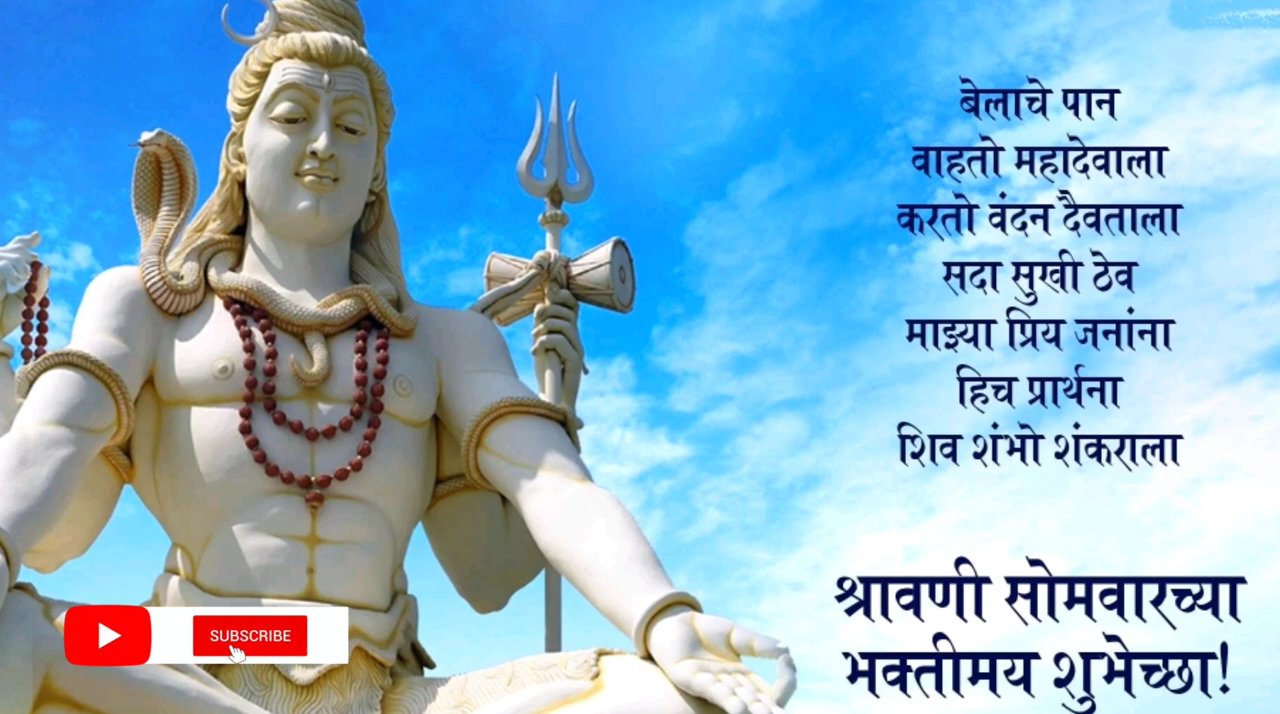 बेलाचे पान
वाहतो महादेवाला
करतो वंदन दैवताला
सदा सुखी ठेव
माझ्या प्रिय जनांना
हिच प्रार्थना
शिव शंभो शंकराला
श्रावणी सोमवारच्या
भक्तीमय शुभेच्छा!
SUBSCRIBE